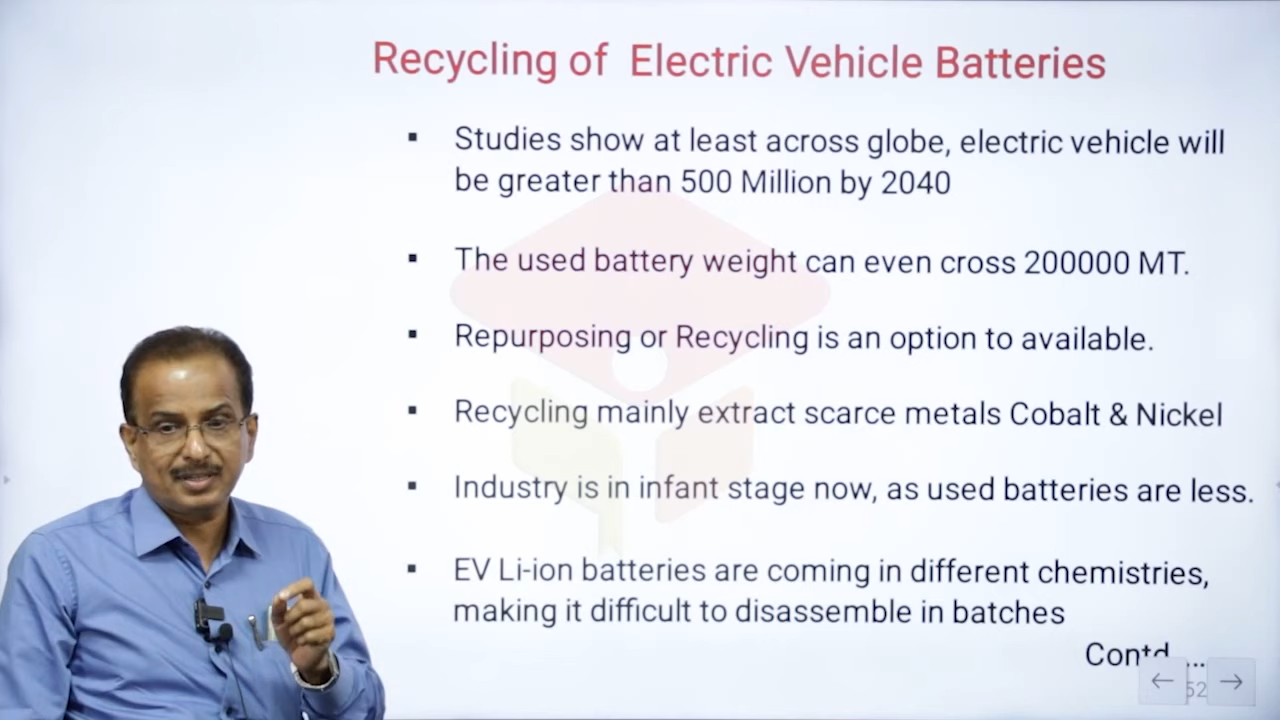 Recycling of Electric Vehicle Batteries
▪ Studies show at least across globe, electric vehicle will
be greater than 500 Million by 2040
▪ The used battery weight can even cross 200000 MT.
▪ Repurposing or Recycling is an option to available.
▪ Recycling mainly extract scarce metals Cobalt & Nickel
▪ Industry is in infant stage now, as used batteries are less.
▪ EV Li-ion batteries are coming in different chemistries,
making it difficult to disassemble in batches
Contd....
52